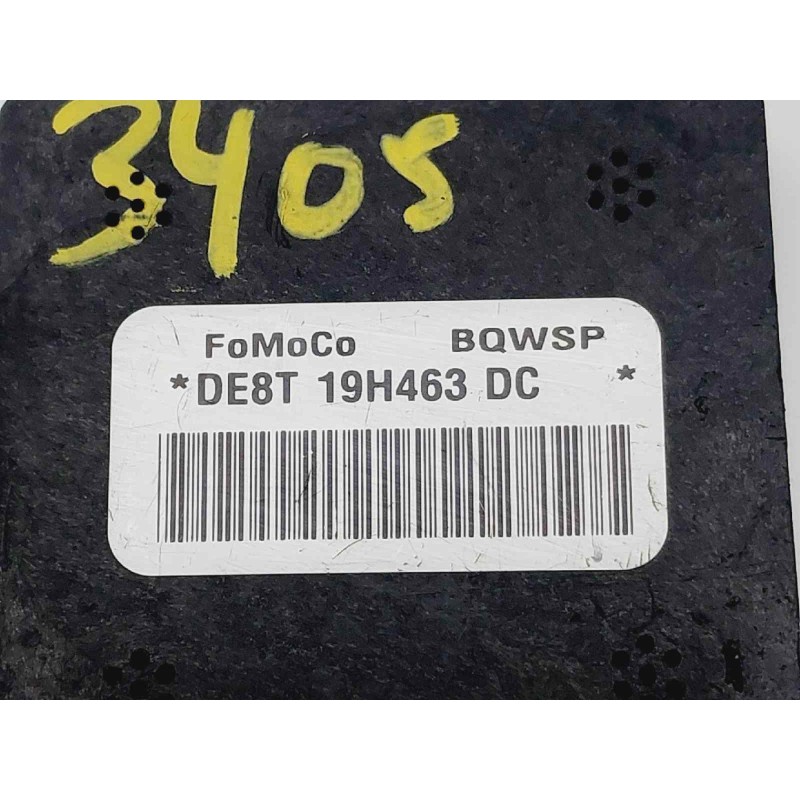 3405
FoMoCo BQWSP
*DE8T 19H463 DC *